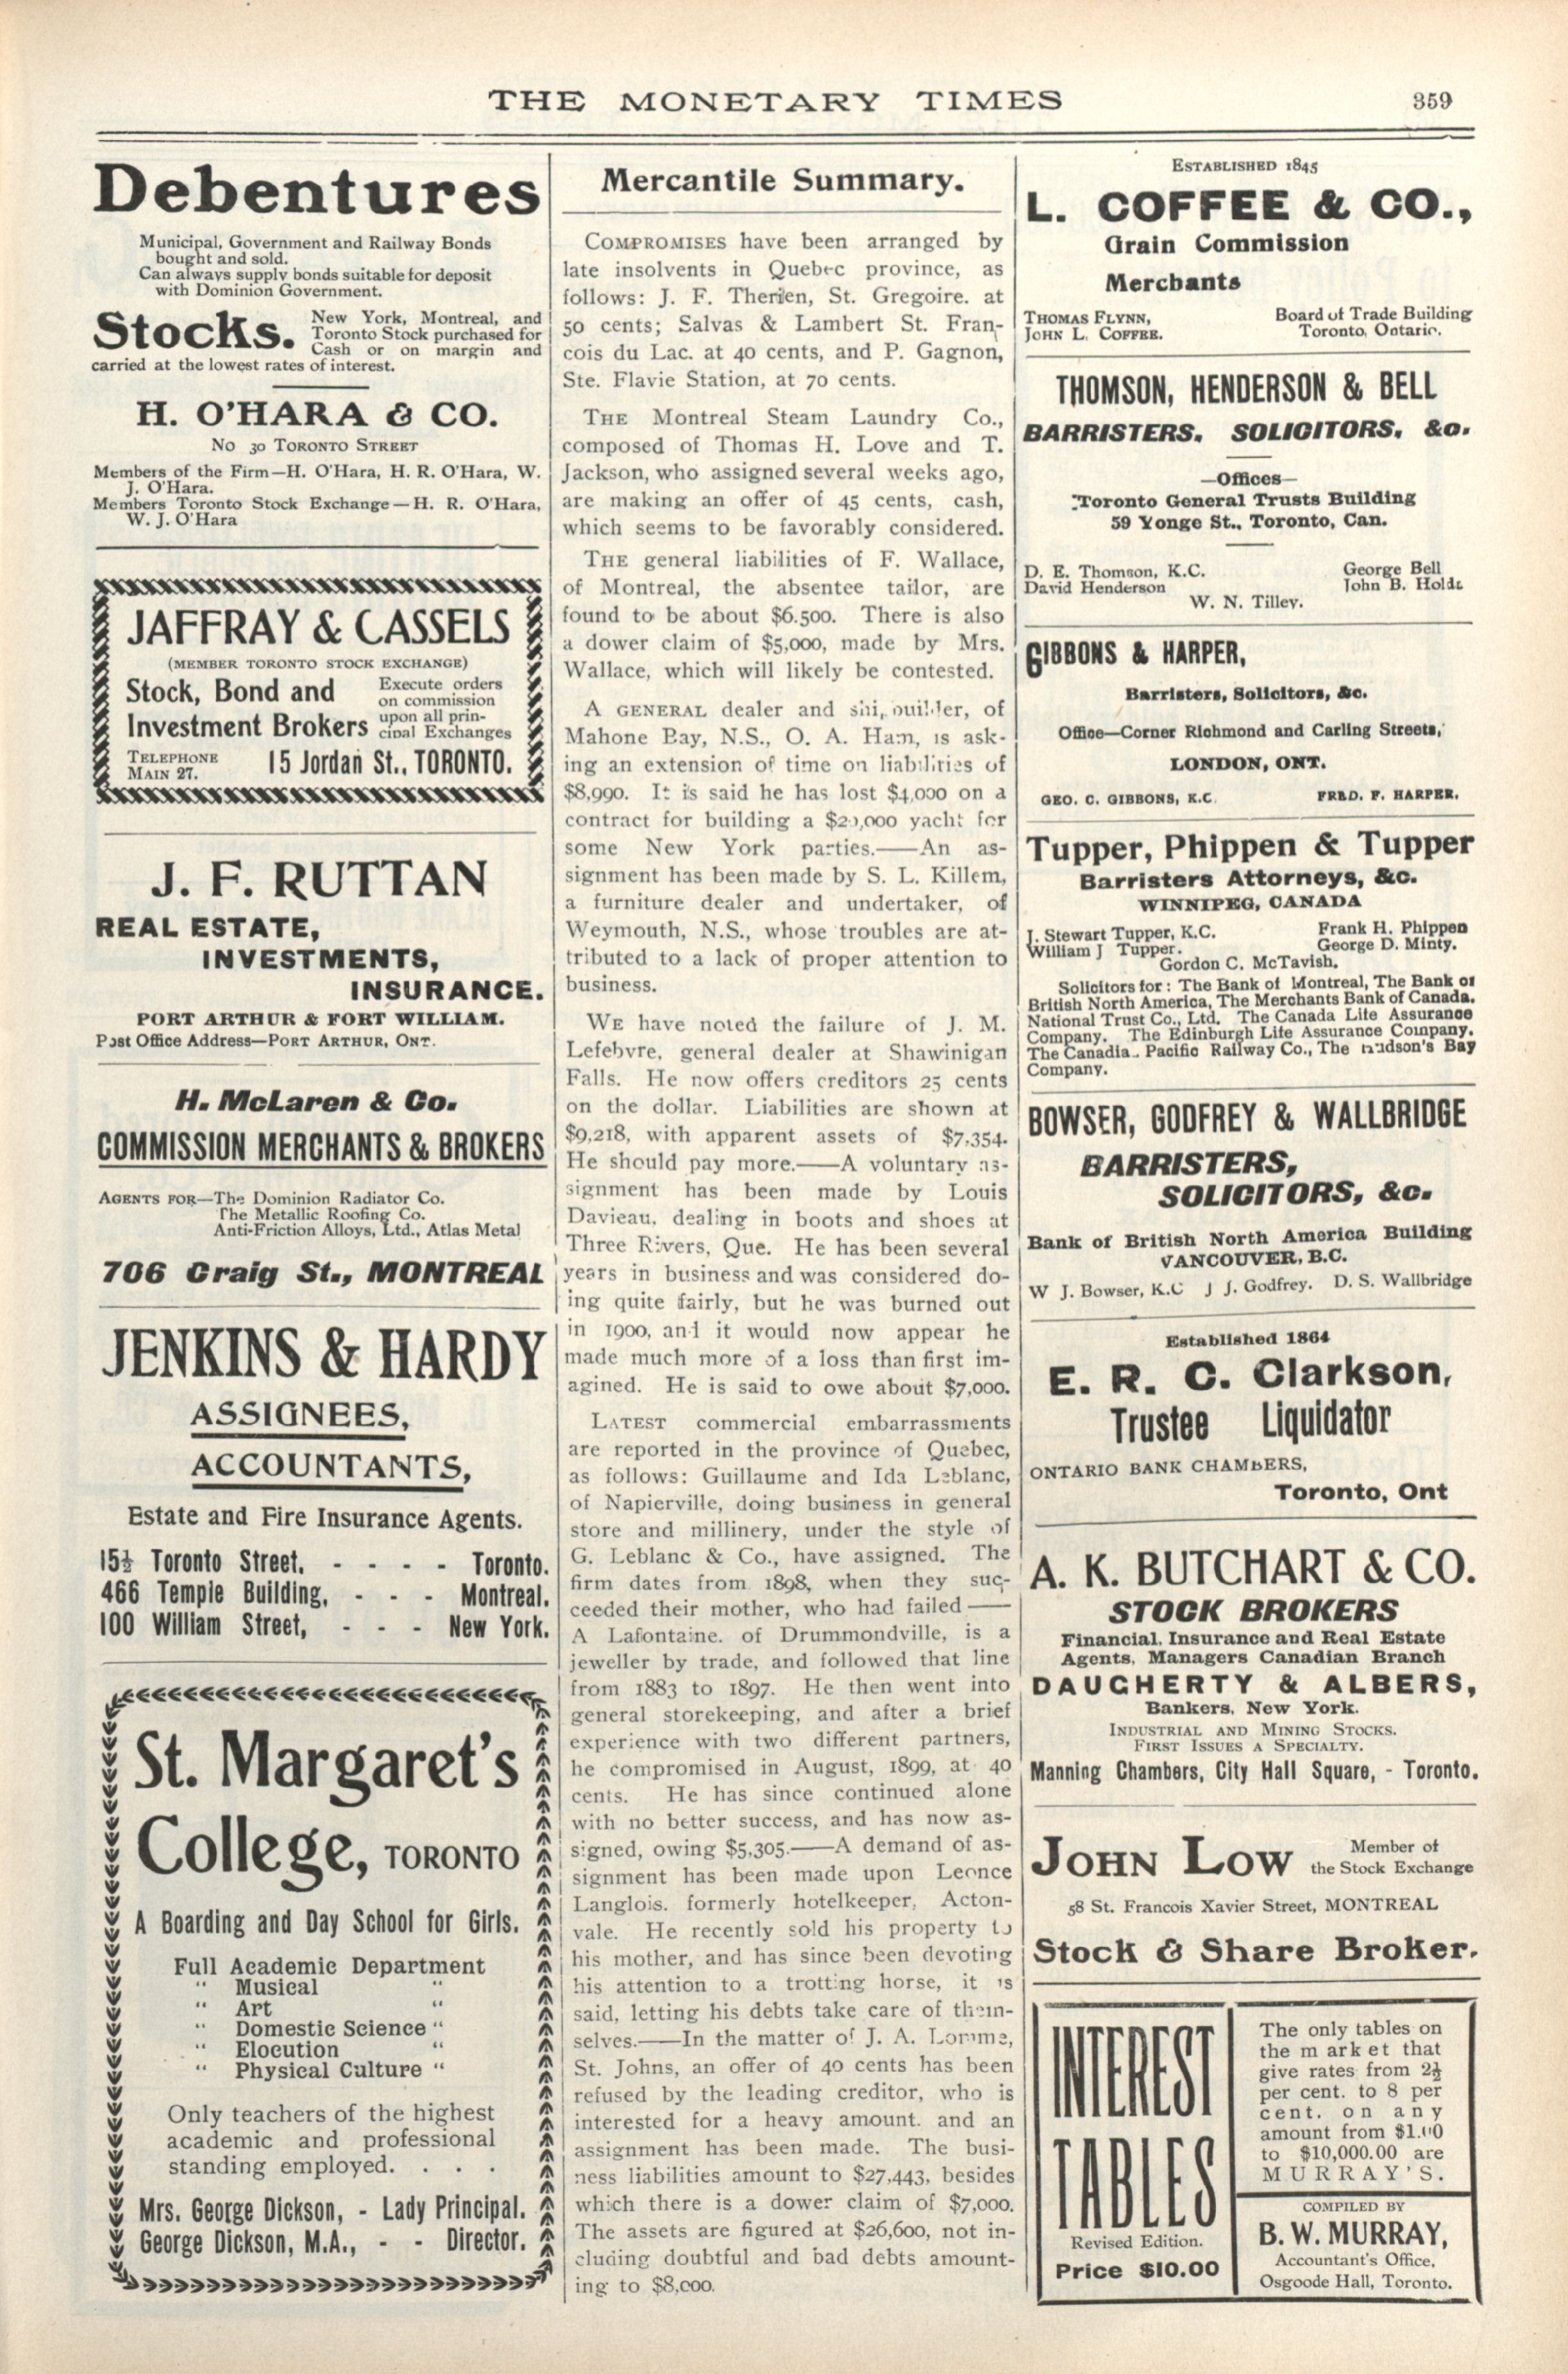 THE MONETARY TIMES
359
Debentures
Municipal, Government and Railway Bonds
bought and sold.
Can always supply bonds suitable for deposit
with Dominion Government.
Stocks.
New York, Montreal, and
Toronto Stock purchased for
Cash or on margin and
carried at the lowest rates of interest.
H. O'HARA & CO.
No 30 TORONTO STREET
Members of the Firm—H. O'Hara, H. R. O'Hara, W.
J. O'Hara.
Members Toronto Stock Exchange—H. R. O'Hara,
W. J. O'Hara
JAFFRAY & CASSELS
(MEMBER TORONTO STOCK EXCHANGE)
Stock, Bond and
Investment Brokers
Execute orders
on commission
upon all prin-
cipal Exchanges
TELEPHONE
MAIN 27.
15 Jordan St., TORONTO.
J. F. RUTTAN
REAL ESTATE,
INVESTMENTS,
INSURANCE.
PORT ARTHUR & FORT WILLIAM.
Post Office Address—PORT ARTHUR, ONT.
H. McLaren & Co.
COMMISSION MERCHANTS & BROKERS
AGENTS FOR—The Dominion Radiator Co.
The Metallic Roofing Co.
Anti-Friction Alloys, Ltd., Atlas Metal
706 Craig St., MONTREAL
JENKINS & HARDY
ASSIGNEES,
ACCOUNTANTS,
Estate and Fire Insurance Agents.
15½ Toronto Street, - - - - Toronto.
466 Temple Building, - - - Montreal.
100 William Street, - - - New York.
St. Margaret's
College, TORONTO
A Boarding and Day School for Girls.
Full Academic Department
" Musical "
" Art "
" Domestic Science "
" Elocution "
" Physical Culture "
Only teachers of the highest
academic and professional
standing employed. . . .
Mrs. George Dickson, - Lady Principal.
George Dickson, M.A., - - Director.
Mercantile Summary.
COMPROMISES have been arranged by
late insolvents in Quebec province, as
follows: J. F. Therien, St. Gregoire. at
50 cents; Salvas & Lambert St. Fran-
cois du Lac. at 40 cents, and P. Gagnon,
Ste. Flavie Station, at 70 cents.
THE Montreal Steam Laundry Co.,
composed of Thomas H. Love and T.
Jackson, who assigned several weeks ago,
are making an offer of 45 cents, cash,
which seems to be favorably considered.
THE general liabilities of F. Wallace,
of Montreal, the absentee tailor, are
found to be about $6.500. There is also
a dower claim of $5,000, made by Mrs.
Wallace, which will likely be contested.
A GENERAL dealer and shipbuilder, of
Mahone Bay, N.S., O. A. Ham, is ask-
ing an extension of time on liabilities of
$8,990. It is said he has lost $4,000 on a
contract for building a $20,000 yacht for
some New York parties.——An as-
signment has been made by S. L. Killem,
a furniture dealer and undertaker, of
Weymouth, N.S., whose troubles are at-
tributed to a lack of proper attention to
business.
WE have noted the failure of J. M.
Lefebvre, general dealer at Shawinigan
Falls. He now offers creditors 25 cents
on the dollar. Liabilities are shown at
$9,218, with apparent assets of $7,354.
He should pay more.——A voluntary as-
signment has been made by Louis
Davieau, dealing in boots and shoes at
Three Rivers, Que. He has been several
years in business and was considered do-
ing quite fairly, but he was burned out
in 1900, and it would now appear he
made much more of a loss than first im-
agined. He is said to owe about $7,000.
LATEST commercial embarrassments
are reported in the province of Quebec,
as follows: Guillaume and Ida Leblanc,
of Napierville, doing business in general
store and millinery, under the style of
G. Leblanc & Co., have assigned. The
firm dates from 1898, when they suc-
ceeded their mother, who had failed——
A Lafontaine. of Drummondville, is a
jeweller by trade, and followed that line
from 1883 to 1897. He then went into
general storekeeping, and after a brief
experience with two different partners,
he compromised in August, 1899, at 40
cents. He has since continued alone
with no better success, and has now as-
signed, owing $5,305.——A demand of as-
signment has been made upon Leonce
Langlois. formerly hotelkeeper, Acton-
vale. He recently sold his property to
his mother, and has since been devoting
his attention to a trotting horse, it is
said, letting his debts take care of them-
selves.——In the matter of J. A. Lomme,
St. Johns, an offer of 40 cents has been
refused by the leading creditor, who is
interested for a heavy amount. and an
assignment has been made. The busi-
ness liabilities amount to $27,443, besides
which there is a dower claim of $7,000.
The assets are figured at $26,600, not in-
cluding doubtful and bad debts amount-
ing to $8,000.
ESTABLISHED 1845
L. COFFEE & CO.,
Grain Commission
Merchants
THOMAS FLYNN,
JOHN L. COFFEE.
Board of Trade Building
Toronto, Ontario.
THOMSON, HENDERSON & BELL
BARRISTERS, SOLICITORS, &c.
—Offices—
Toronto General Trusts Building
59 Yonge St., Toronto, Can.
D. E. Thomson, K.C.
David Henderson
George Bell
John B. Holde
W. N. Tilley.
GIBBONS & HARPER,
Barristers, Solicitors, &c.
Office—Corner Richmond and Carling Streets,
LONDON, ONT.
GEO. C. GIBBONS, K.C. FRED. F. HARPER.
Tupper, Phippen & Tupper
Barristers Attorneys, &c.
WINNIPEG, CANADA
J. Stewart Tupper, K.C.
William J Tupper.
Frank H. Phippen
George D. Minty.
Gordon C. McTavish.
Solicitors for : The Bank of Montreal, The Bank of
British North America, The Merchants Bank of Canada.
National Trust Co., Ltd. The Canada Life Assurance
Company. The Edinburgh Life Assurance Company.
The Canadian Pacific Railway Co., The Hudson's Bay
Company.
BOWSER, GODFREY & WALLBRIDGE
BARRISTERS,
SOLICITORS, &c.
Bank of British North America Building
VANCOUVER, B.C.
W J. Bowser, K.C J J. Godfrey. D. S. Wallbridge
Established 1864
E. R. C. Clarkson,
Trustee Liquidator
ONTARIO BANK CHAMBERS,
Toronto, Ont
A. K. BUTCHART & CO.
STOCK BROKERS
Financial, Insurance and Real Estate
Agents, Managers Canadian Branch
DAUGHERTY & ALBERS,
Bankers, New York.
INDUSTRIAL AND MINING STOCKS.
FIRST ISSUES A SPECIALTY.
Manning Chambers, City Hall Square, - Toronto.
JOHN LOW
Member of
the Stock Exchange
58 St. Francois Xavier Street, MONTREAL
Stock & Share Broker.
INTEREST
TABLES
Revised Edition.
Price $10.00
The only tables on
the market that
give rates from 2½
per cent. to 8 per
cent. on any
amount from $1.00
to $10,000.00 are
MURRAY'S.
COMPILED BY
B. W. MURRAY,
Accountant's Office,
Osgoode Hall, Toronto.